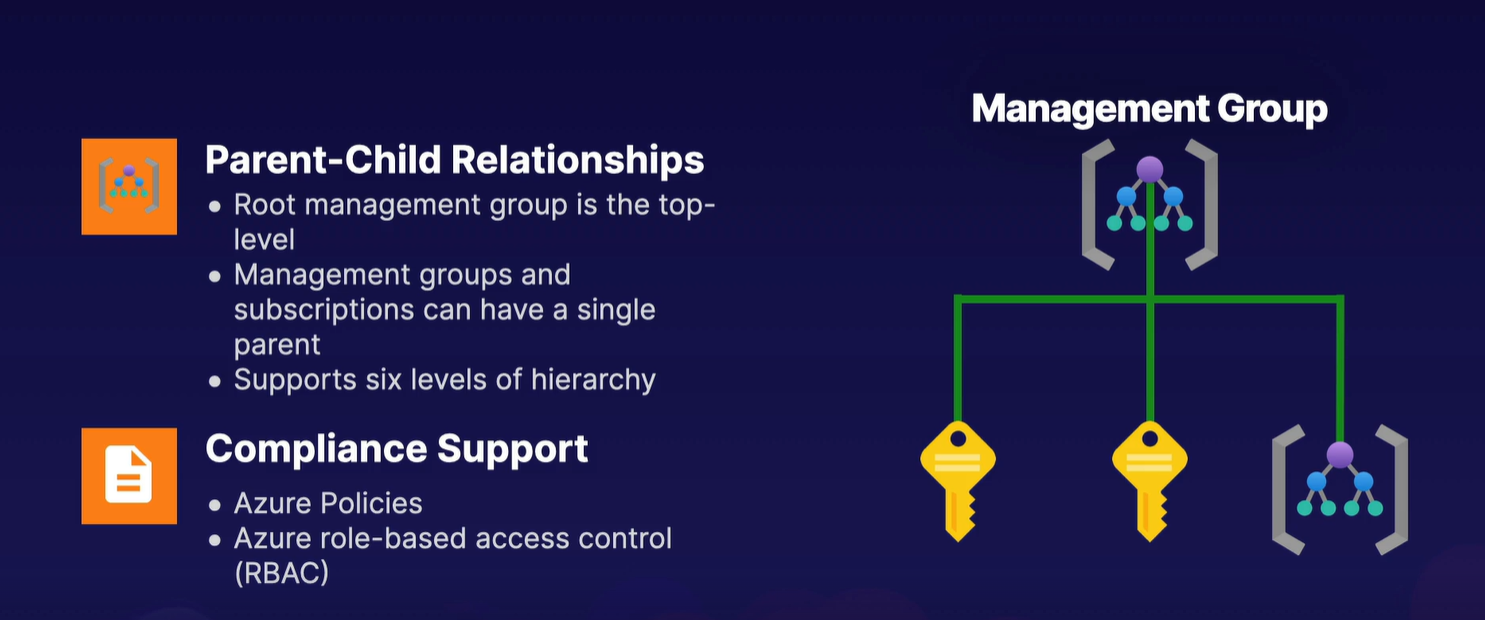 Management Group
Parent-Child Relationships
• Root management group is the top-
level
• Management groups and
subscriptions can have a single
parent
• Supports six levels of hierarchy
Compliance Support
• Azure Policies
• Azure role-based access control
(RBAC)